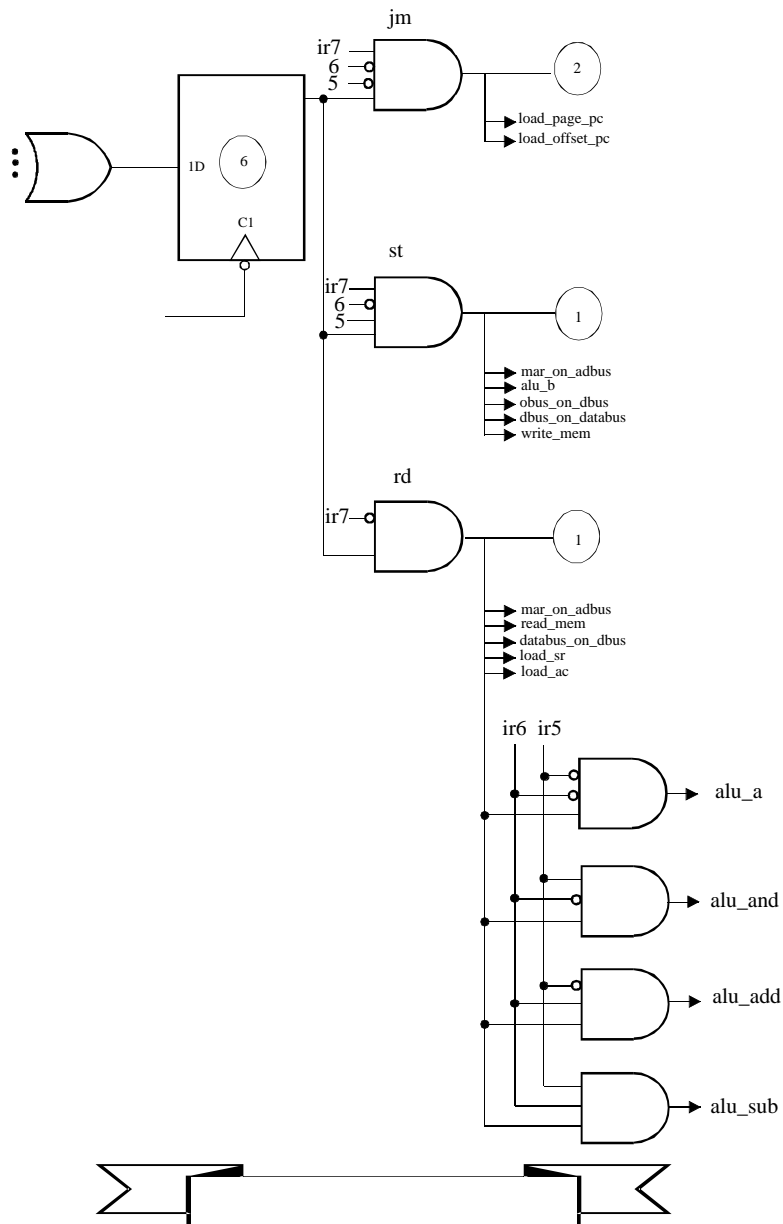 jm
ir7
6
5
2
load_page_pc
load_offset_pc
1D
6
C1
st
ir7
6
5
1
mar_on_adbus
alu_b
obus_on_dbus
dbus_on_databus
write_mem
rd
ir7
1
mar_on_adbus
read_mem
databus_on_dbus
load_sr
load_ac
ir6 ir5
alu_a
alu_and
alu_add
alu_sub